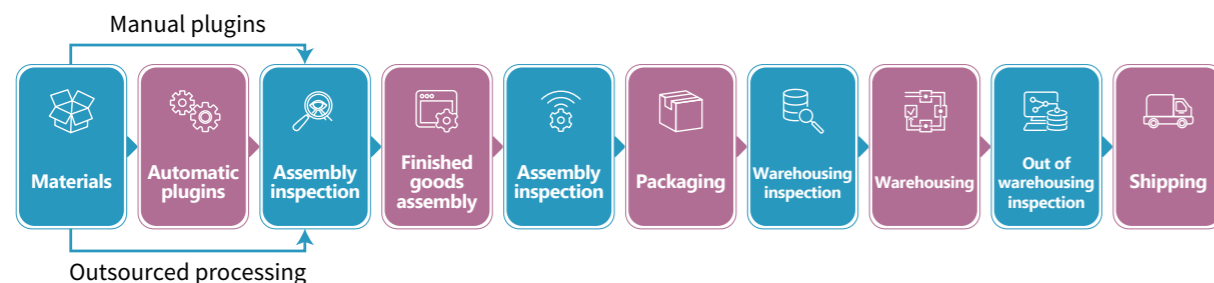 Manual plugins
Materials
Automatic
plugins
Assembly
inspection
Finished
goods
assembly
Assembly
inspection
Packaging
Warehousing
inspection
Warehousing
Out of
warehousing
inspection
Shipping
Outsourced processing